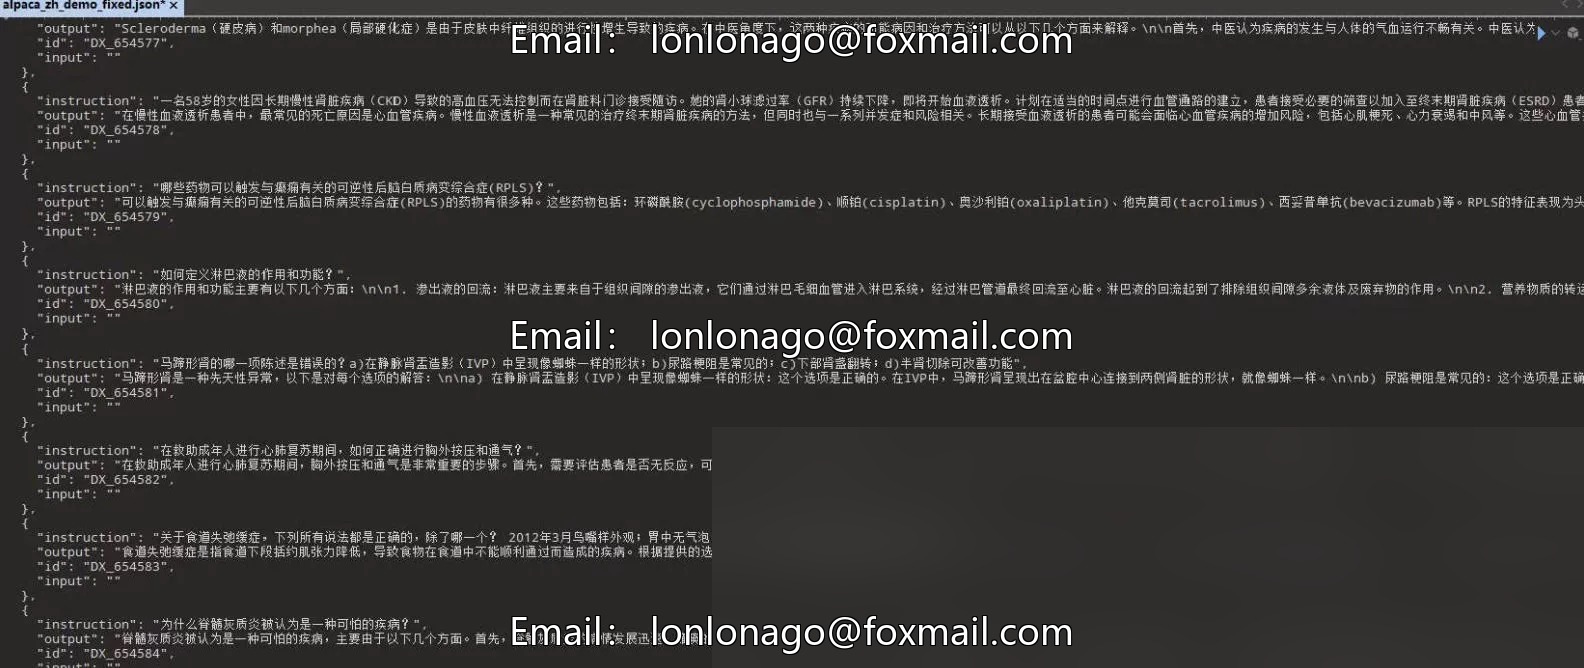 alpaca_zh_demo_fixed.json*
"output": "Scleroderma（硬皮病）和morphea（局部硬化症）是由于皮肤中纤维组织的进行性增生导致的疾病。在中医角度下，这两种疾病的可能病因和治疗方法可以从以下几个方面来解释。\n\n首先，中医认为疾病的发生与人体的气血运行不畅有关。中医认为
Email： lonlonago@foxmail.com
"id": "DX_654577",
"input": ""
},
{
"instruction": "一名58岁的女性因长期慢性肾脏疾病（CKD）导致的高血压无法控制而在肾脏科门诊接受随访。她的肾小球滤过率（GFR）持续下降，即将开始血液透析。计划在适当的时间点进行血管通路的建立，患者接受必要的筛查以加入至终末期肾脏疾病（ESRD）患者
"output": "在慢性血液透析患者中，最常见的死亡原因是心血管疾病。慢性血液透析是一种常见的治疗终末期肾脏疾病的方法，但同时也与一系列并发症和风险相关。长期接受血液透析的患者可能会面临心血管疾病的增加风险，包括心肌梗死、心力衰竭和中风等。这些心血管
"id": "DX_654578",
"input": ""
},
{
"instruction": "哪些药物可以触发与癫痫有关的可逆性后脑白质病变综合症(RPLS)？",
"output": "可以触发与癫痫有关的可逆性后脑白质病变综合症(RPLS)的药物有很多种。这些药物包括：环磷酰胺(cyclophosphamide)、顺铂(cisplatin)、奥沙利铂(oxaliplatin)、他克莫司(tacrolimus)、西妥昔单抗(bevacizumab)等。RPLS的特征表现为头
"id": "DX_654579",
"input": ""
},
{
"instruction": "如何定义淋巴液的作用和功能？",
"output": "淋巴液的作用和功能主要有以下几个方面：\n\n1. 渗出液的回流：淋巴液主要来自于组织间隙的渗出液，它们通过淋巴毛细血管进入淋巴系统，经过淋巴管道最终回流至心脏。淋巴液的回流起到了排除组织间隙多余液体及废弃物的作用。\n\n2. 营养物质的转运
"id": "DX_654580",
"input": ""
},
Email： lonlonago@foxmail.com
{
"instruction": "马蹄形肾的哪一项陈述是错误的？a)在静脉肾盂造影（IVP）中呈现像蜘蛛一样的形状；b)尿路梗阻是常见的；c)下部肾盏翻转；d)半肾切除可改善功能",
"output": "马蹄形肾是一种先天性异常，以下是对每个选项的解答：\n\na) 在静脉肾盂造影（IVP）中呈现像蜘蛛一样的形状：这个选项是正确的。在IVP中，马蹄形肾呈现出在盆腔中心连接到两侧肾脏的形状，就像蜘蛛一样。\n\nb) 尿路梗阻是常见的：这个选项是正确
"id": "DX_654581",
"input": ""
},
{
"instruction": "在救助成年人进行心肺复苏期间，如何正确进行胸外按压和通气？",
"output": "在救助成年人进行心肺复苏期间，胸外按压和通气是非常重要的步骤。首先，需要评估患者是否无反应，可
"id": "DX_654582",
"input": ""
},
{
"instruction": "关于食道失弛缓症，下列所有说法都是正确的，除了哪一个？ 2012年3月鸟嘴样外观；胃中无气泡
"output": "食道失弛缓症是指食道下段括约肌张力降低，导致食物在食道中不能顺利通过而造成的疾病。根据提供的选
"id": "DX_654583",
"input": ""
},
{
"instruction": "为什么脊髓灰质炎被认为是一种可怕的疾病？",
"output": "脊髓灰质炎被认为是一种可怕的疾病，主要由于以下几个方面。首先，
Email： lonlonago@foxmail.com
"id": "DX_654584",
"input": ""